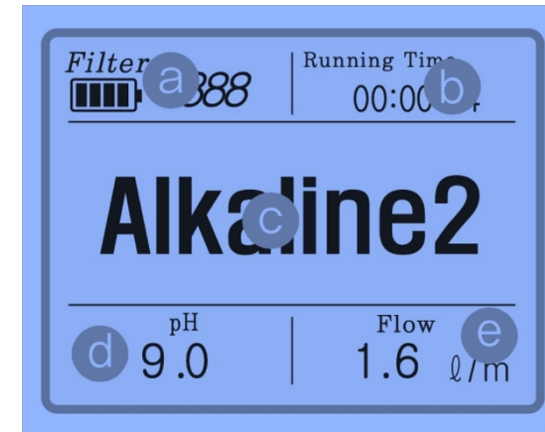 Filter
a
888
Running Time
00:00
b
Alkaline2
c
pH
d
9.0
Flow
e
1.6 ℓ/m